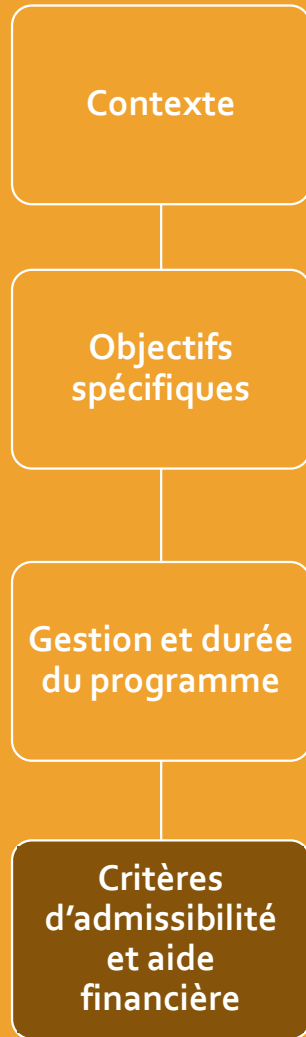 Contexte
Objectifs
spécifiques
Gestion et durée
du programme
Critères
d'admissibilité
et aide
financière